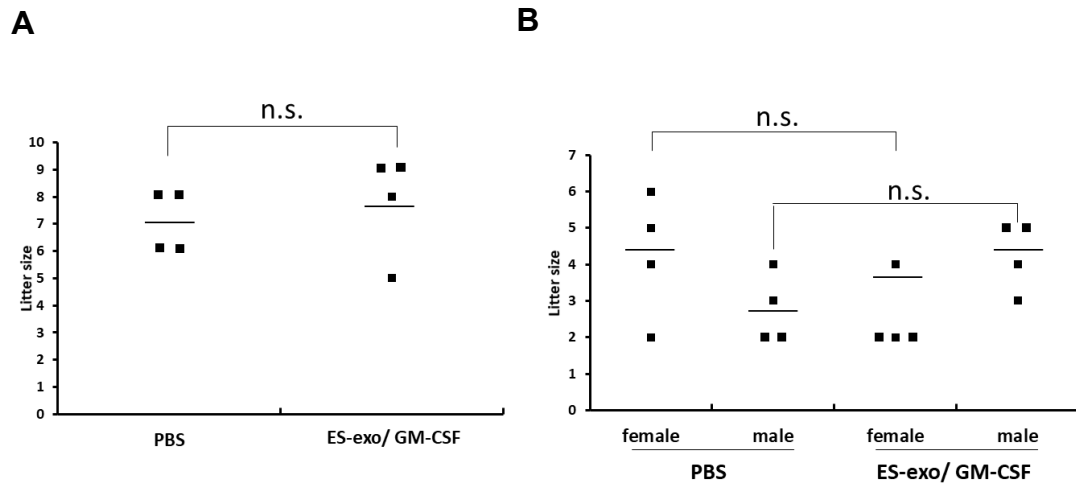 A
n.s.
Litter size
10
9
8
7
6
5
4
3
2
1
0
PBS
ES-exo/ GM-CSF
B
n.s.
n.s.
Litter size
7
6
5
4
3
2
1
0
female male female male
PBS ES-exo/ GM-CSF